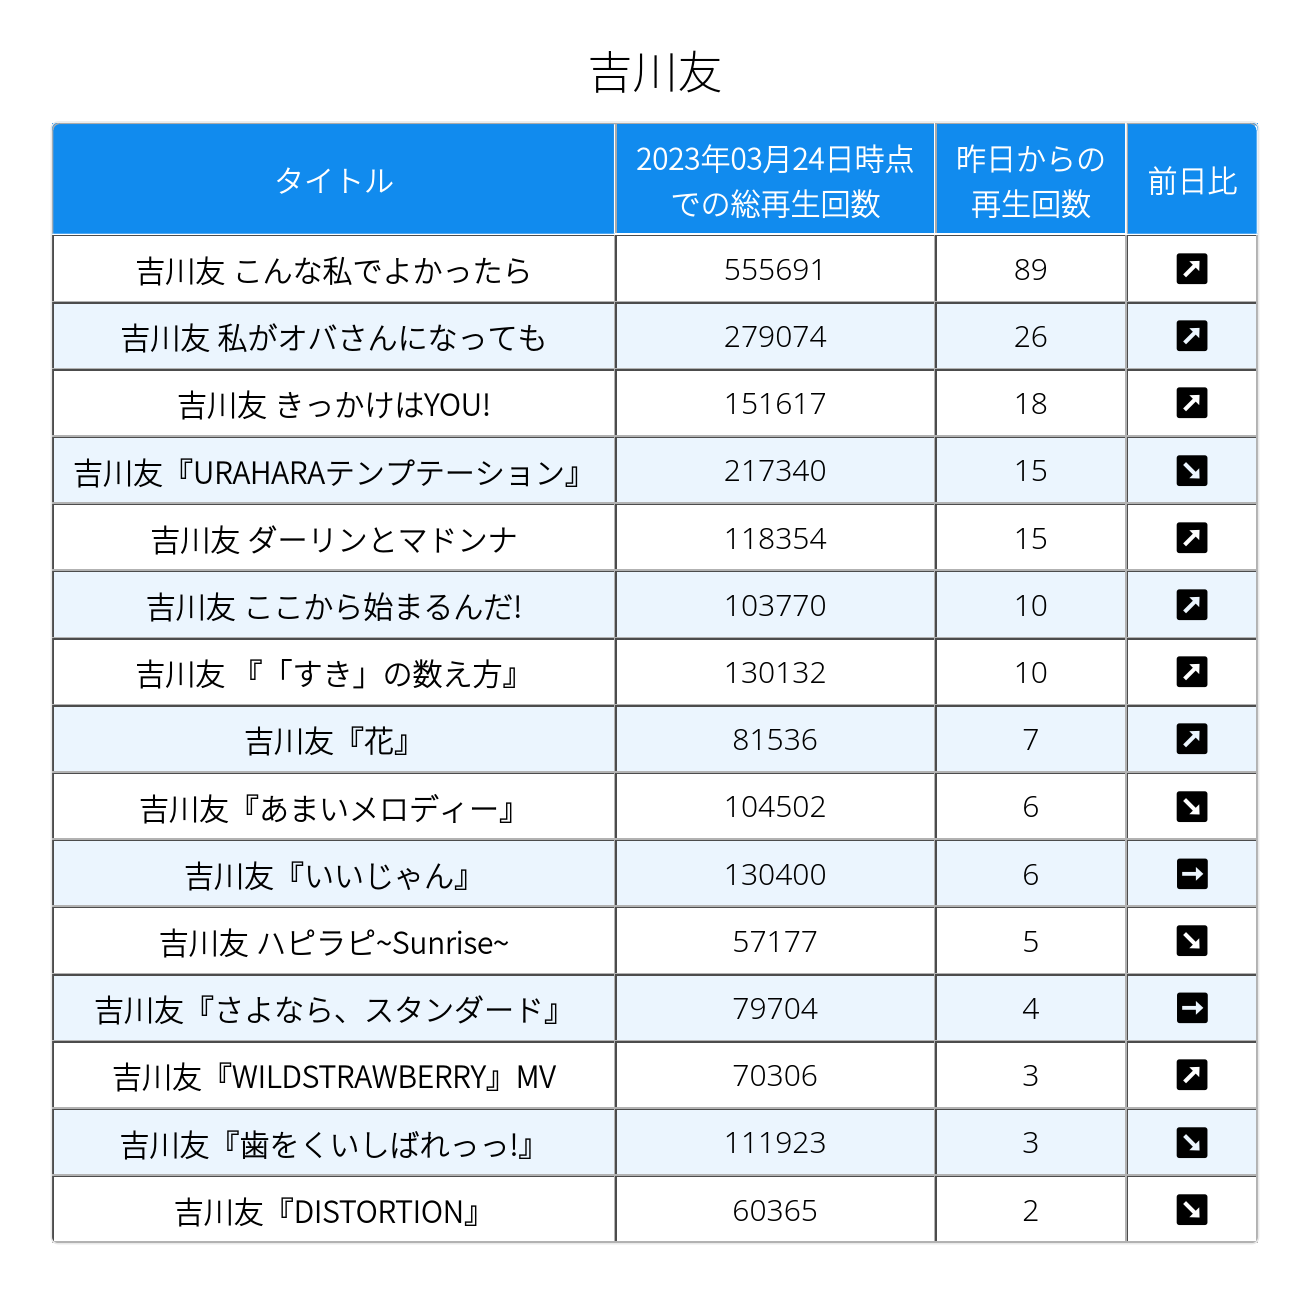 吉川友
タイトル
2023年03月24日時点
での総再生回数
昨日からの
再生回数
前日比
吉川友 こんな私でよかったら 555691 89 ↗
吉川友 私がオバさんになっても 279074 26 ↗
吉川友 きっかけはYOU! 151617 18 ↗
吉川友『URAHARAテンプテーション』 217340 15 ↘
吉川友 ダーリンとマドンナ 118354 15 ↗
吉川友 ここから始まるんだ! 103770 10 ↗
吉川友 『「すき」の数え方』 130132 10 ↗
吉川友『花』 81536 7 ↗
吉川友『あまいメロディー』 104502 6 ↘
吉川友『いいじゃん』 130400 6 →
吉川友 ハピラピ~Sunrise~ 57177 5 ↘
吉川友『さよなら、スタンダード』 79704 4 →
吉川友『WILDSTRAWBERRY』MV 70306 3 ↗
吉川友『歯をくいしばれっっ!』 111923 3 ↘
吉川友『DISTORTION』 60365 2 ↘